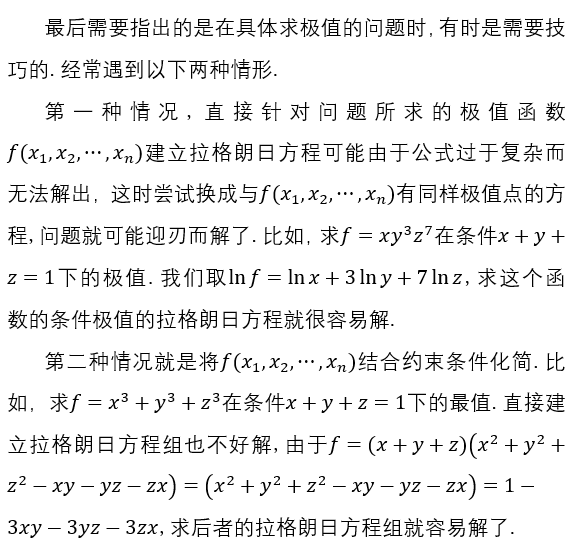 最后需要指出的是在具体求极值的问题时,有时是需要技
巧的. 经常遇到以下两种情形.
第一种情况,直接针对问题所求的极值函数
f(x₁,x₂,⋯,xₙ)建立拉格朗日方程可能由于公式过于复杂而
无法解出, 这时尝试换成与f(x₁,x₂,⋯,xₙ)有同样极值点的方
程, 问题就可能迎刃而解了. 比如, 求f = xy³z⁷在条件x + y +
z = 1下的极值. 我们取ln f = ln x + 3 ln y + 7 ln z, 求这个函
数的条件极值的拉格朗日方程就很容易解.
第二种情况就是将f(x₁,x₂,⋯,xₙ)结合约束条件化简. 比
如, 求f = x³ + y³ + z³在条件x + y + z = 1下的最值. 直接建
立拉格朗日方程组也不好解, 由于f = (x + y + z)(x² + y² +
z² − xy − yz − zx) = (x² + y² + z² − xy − yz − zx) = 1 −
3xy − 3yz − 3zx, 求后者的拉格朗日方程组就容易解了.